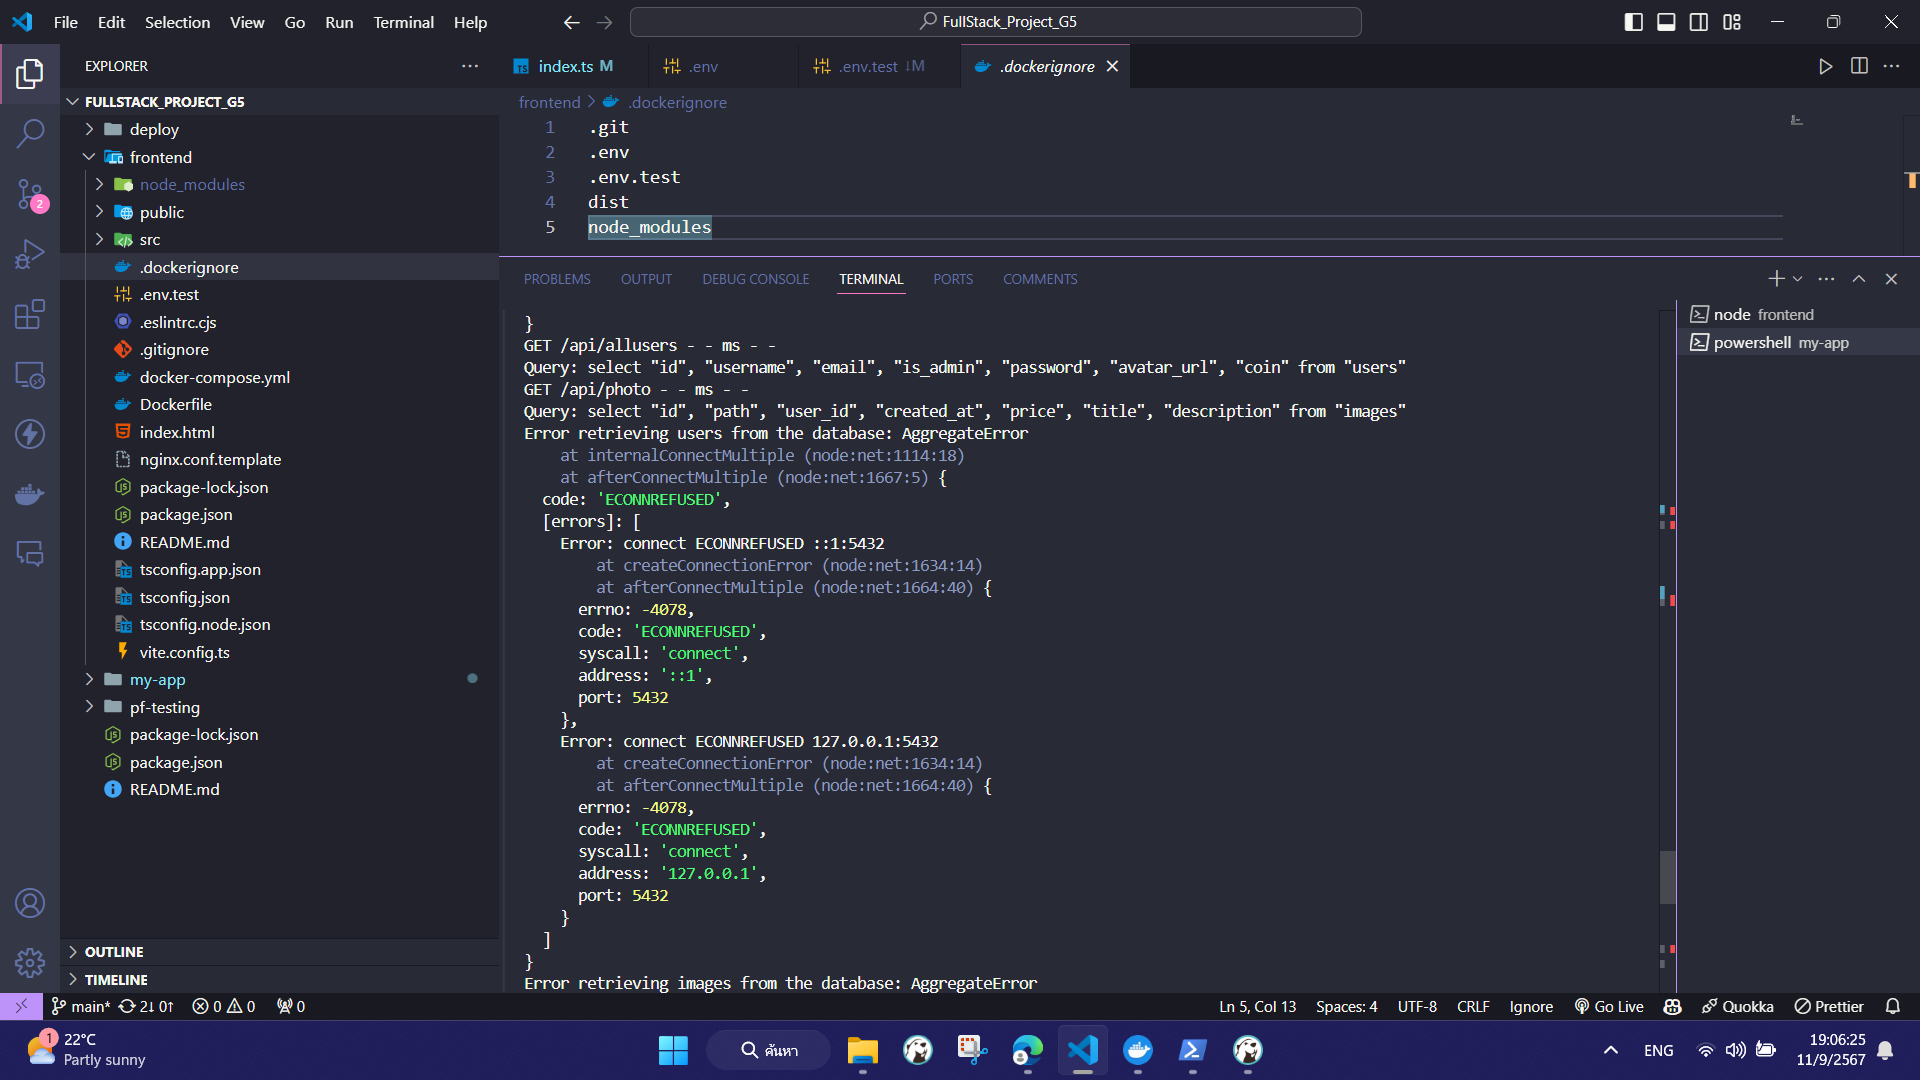 File Edit Selection View Go Run Terminal Help
FullStack_Project_G5
EXPLORER
FULLSTACK_PROJECT_G5
deploy
frontend
node_modules
public
src
.dockerignore
.env.test
.eslintrc.cjs
.gitignore
docker-compose.yml
Dockerfile
index.html
nginx.conf.template
package-lock.json
package.json
README.md
tsconfig.app.json
tsconfig.json
tsconfig.node.json
vite.config.ts
my-app
pf-testing
package-lock.json
package.json
README.md
OUTLINE
TIMELINE
2
index.ts M
.env
.env.test ↓M
.dockerignore
frontend > .dockerignore
1 .git
2 .env
3 .env.test
4 dist
5 node_modules
PROBLEMS OUTPUT DEBUG CONSOLE TERMINAL PORTS COMMENTS
node frontend
powershell my-app
}
GET /api/allusers - - ms - -
Query: select "id", "username", "email", "is_admin", "password", "avatar_url", "coin" from "users"
GET /api/photo - - ms - -
Query: select "id", "path", "user_id", "created_at", "price", "title", "description" from "images"
Error retrieving users from the database: AggregateError
at internalConnectMultiple (node:net:1114:18)
at afterConnectMultiple (node:net:1667:5) {
code: 'ECONNREFUSED',
[errors]: [
Error: connect ECONNREFUSED ::1:5432
at createConnectionError (node:net:1634:14)
at afterConnectMultiple (node:net:1664:40) {
errno: -4078,
code: 'ECONNREFUSED',
syscall: 'connect',
address: '::1',
port: 5432
},
Error: connect ECONNREFUSED 127.0.0.1:5432
at createConnectionError (node:net:1634:14)
at afterConnectMultiple (node:net:1664:40) {
errno: -4078,
code: 'ECONNREFUSED',
syscall: 'connect',
address: '127.0.0.1',
port: 5432
}
]
}
Error retrieving images from the database: AggregateError
main* 2↓ 0↑ 0 0 0
Ln 5, Col 13 Spaces: 4 UTF-8 CRLF Ignore Go Live Quokka Prettier
1
22°C
Partly sunny
ค้นหา
ENG
19:06:25
11/9/2567